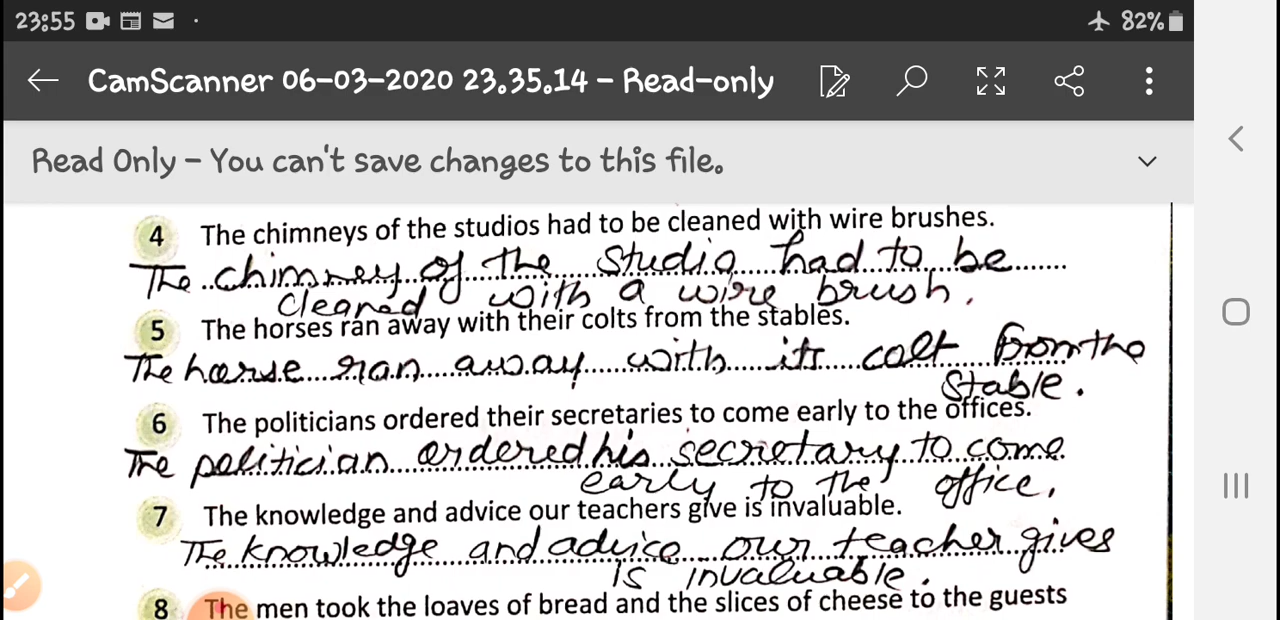 23:55 82%
CamScanner 06-03-2020 23.35.14 - Read-only
Read Only - You can't save changes to this file.
4 The chimneys of the studios had to be cleaned with wire brushes.
The chimney of the studio had to be
cleaned with a wire brush.
5 The horses ran away with their colts from the stables.
The horse ran away with its colt from the
stable.
6 The politicians ordered their secretaries to come early to the offices.
The politician ordered his secretary to come
early to the office.
7 The knowledge and advice our teachers give is invaluable.
The knowledge and advice our teacher gives
is invaluable.
8 The men took the loaves of bread and the slices of cheese to the guests